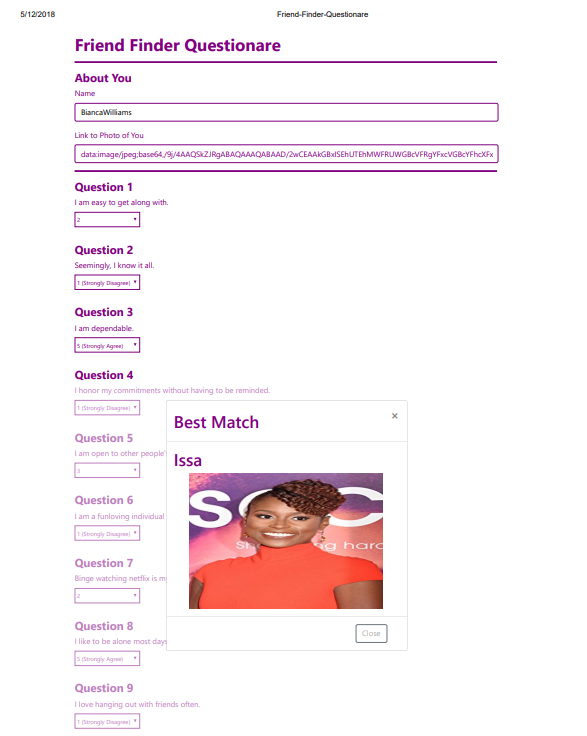 5/12/2018 Friend-Finder-Questionare
Friend Finder Questionare
About You
Name
BiancaWilliams
Link to Photo of You
data:image/jpeg;base64,/9j/4AAQSkZJRgABAQAAAQABAAD/2wCEAAkGBxISEhUTEhMWFRUWGBcVFRgYFxcVGBcYFhcXFx
Question 1
I am easy to get along with.
2
Question 2
Seemingly, I know it all.
1 (Strongly Disagree)
Question 3
I am dependable.
5 (Strongly Agree)
Question 4
I honor my commitments without having to be reminded.
1 (Strongly Disagree)
Question 5
I am open to other people'
3
Question 6
I am a funloving individual
1 (Strongly Disagree)
Question 7
Binge watching netflix is m
2
Question 8
I like to be alone most days
5 (Strongly Agree)
Question 9
I love hanging out with friends often.
1 (Strongly Disagree)
Best Match
×
Issa
SC C
g hard
Close